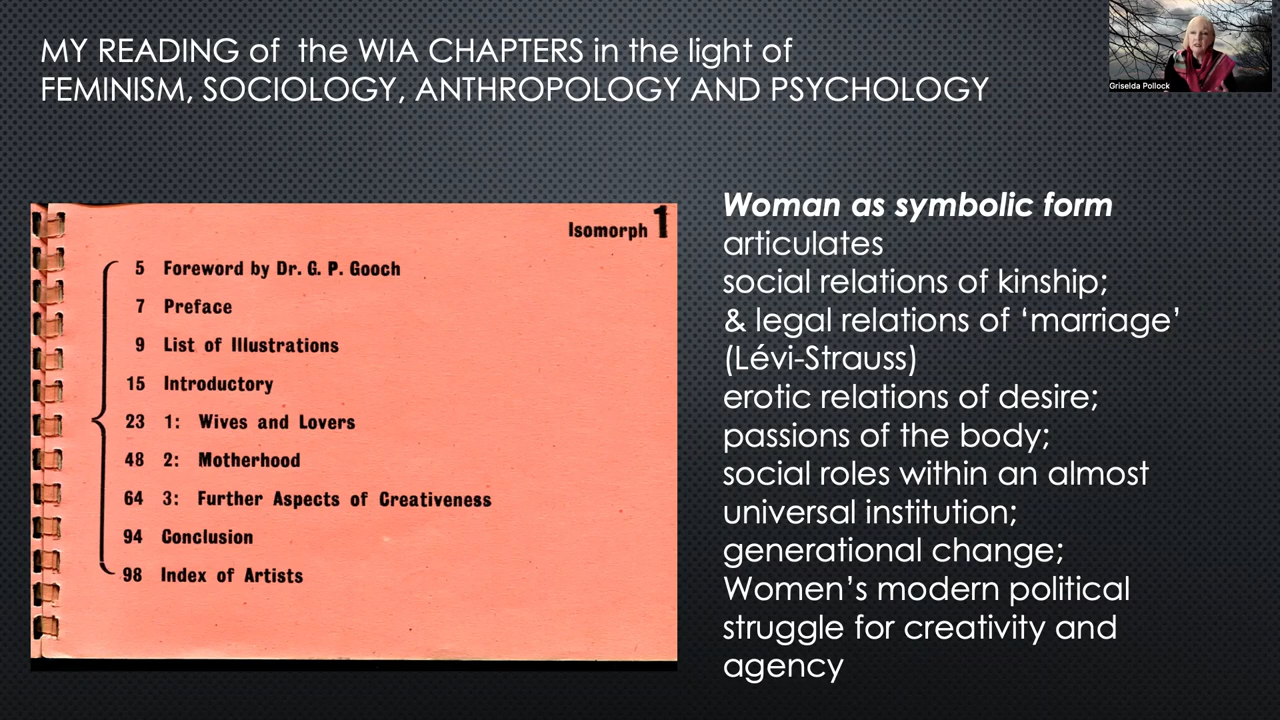 MY READING of the WIA CHAPTERS in the light of
FEMINISM, SOCIOLOGY, ANTHROPOLOGY AND PSYCHOLOGY
Griselda Pollock
Isomorph 1
5 Foreword by Dr. G. P. Gooch
7 Preface
9 List of Illustrations
15 Introductory
23 1: Wives and Lovers
48 2: Motherhood
64 3: Further Aspects of Creativeness
94 Conclusion
98 Index of Artists
Woman as symbolic form
articulates
social relations of kinship;
& legal relations of ‘marriage’
(Lévi-Strauss)
erotic relations of desire;
passions of the body;
social roles within an almost
universal institution;
generational change;
Women’s modern political
struggle for creativity and
agency